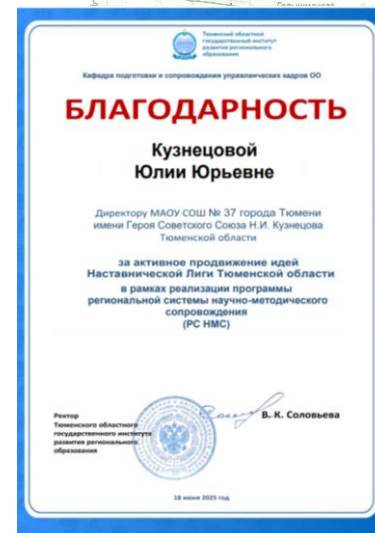 Тюменский областной
государственный институт
развития регионального
образования
Кафедра подготовки и сопровождения управленческих кадров ОО
БЛАГОДАРНОСТЬ
Кузнецовой
Юлии Юрьевне
Директору МАОУ СОШ № 37 города Тюмени
имени Героя Советского Союза Н.И. Кузнецова
Тюменской области
за активное продвижение идей
Наставнической Лиги Тюменской области
в рамках реализации программы
региональной системы научно-методического
сопровождения
(РС НМС)
Ректор
Тюменского областного
государственного института
развития регионального
образования
В. К. Соловьева
18 июня 2025 год